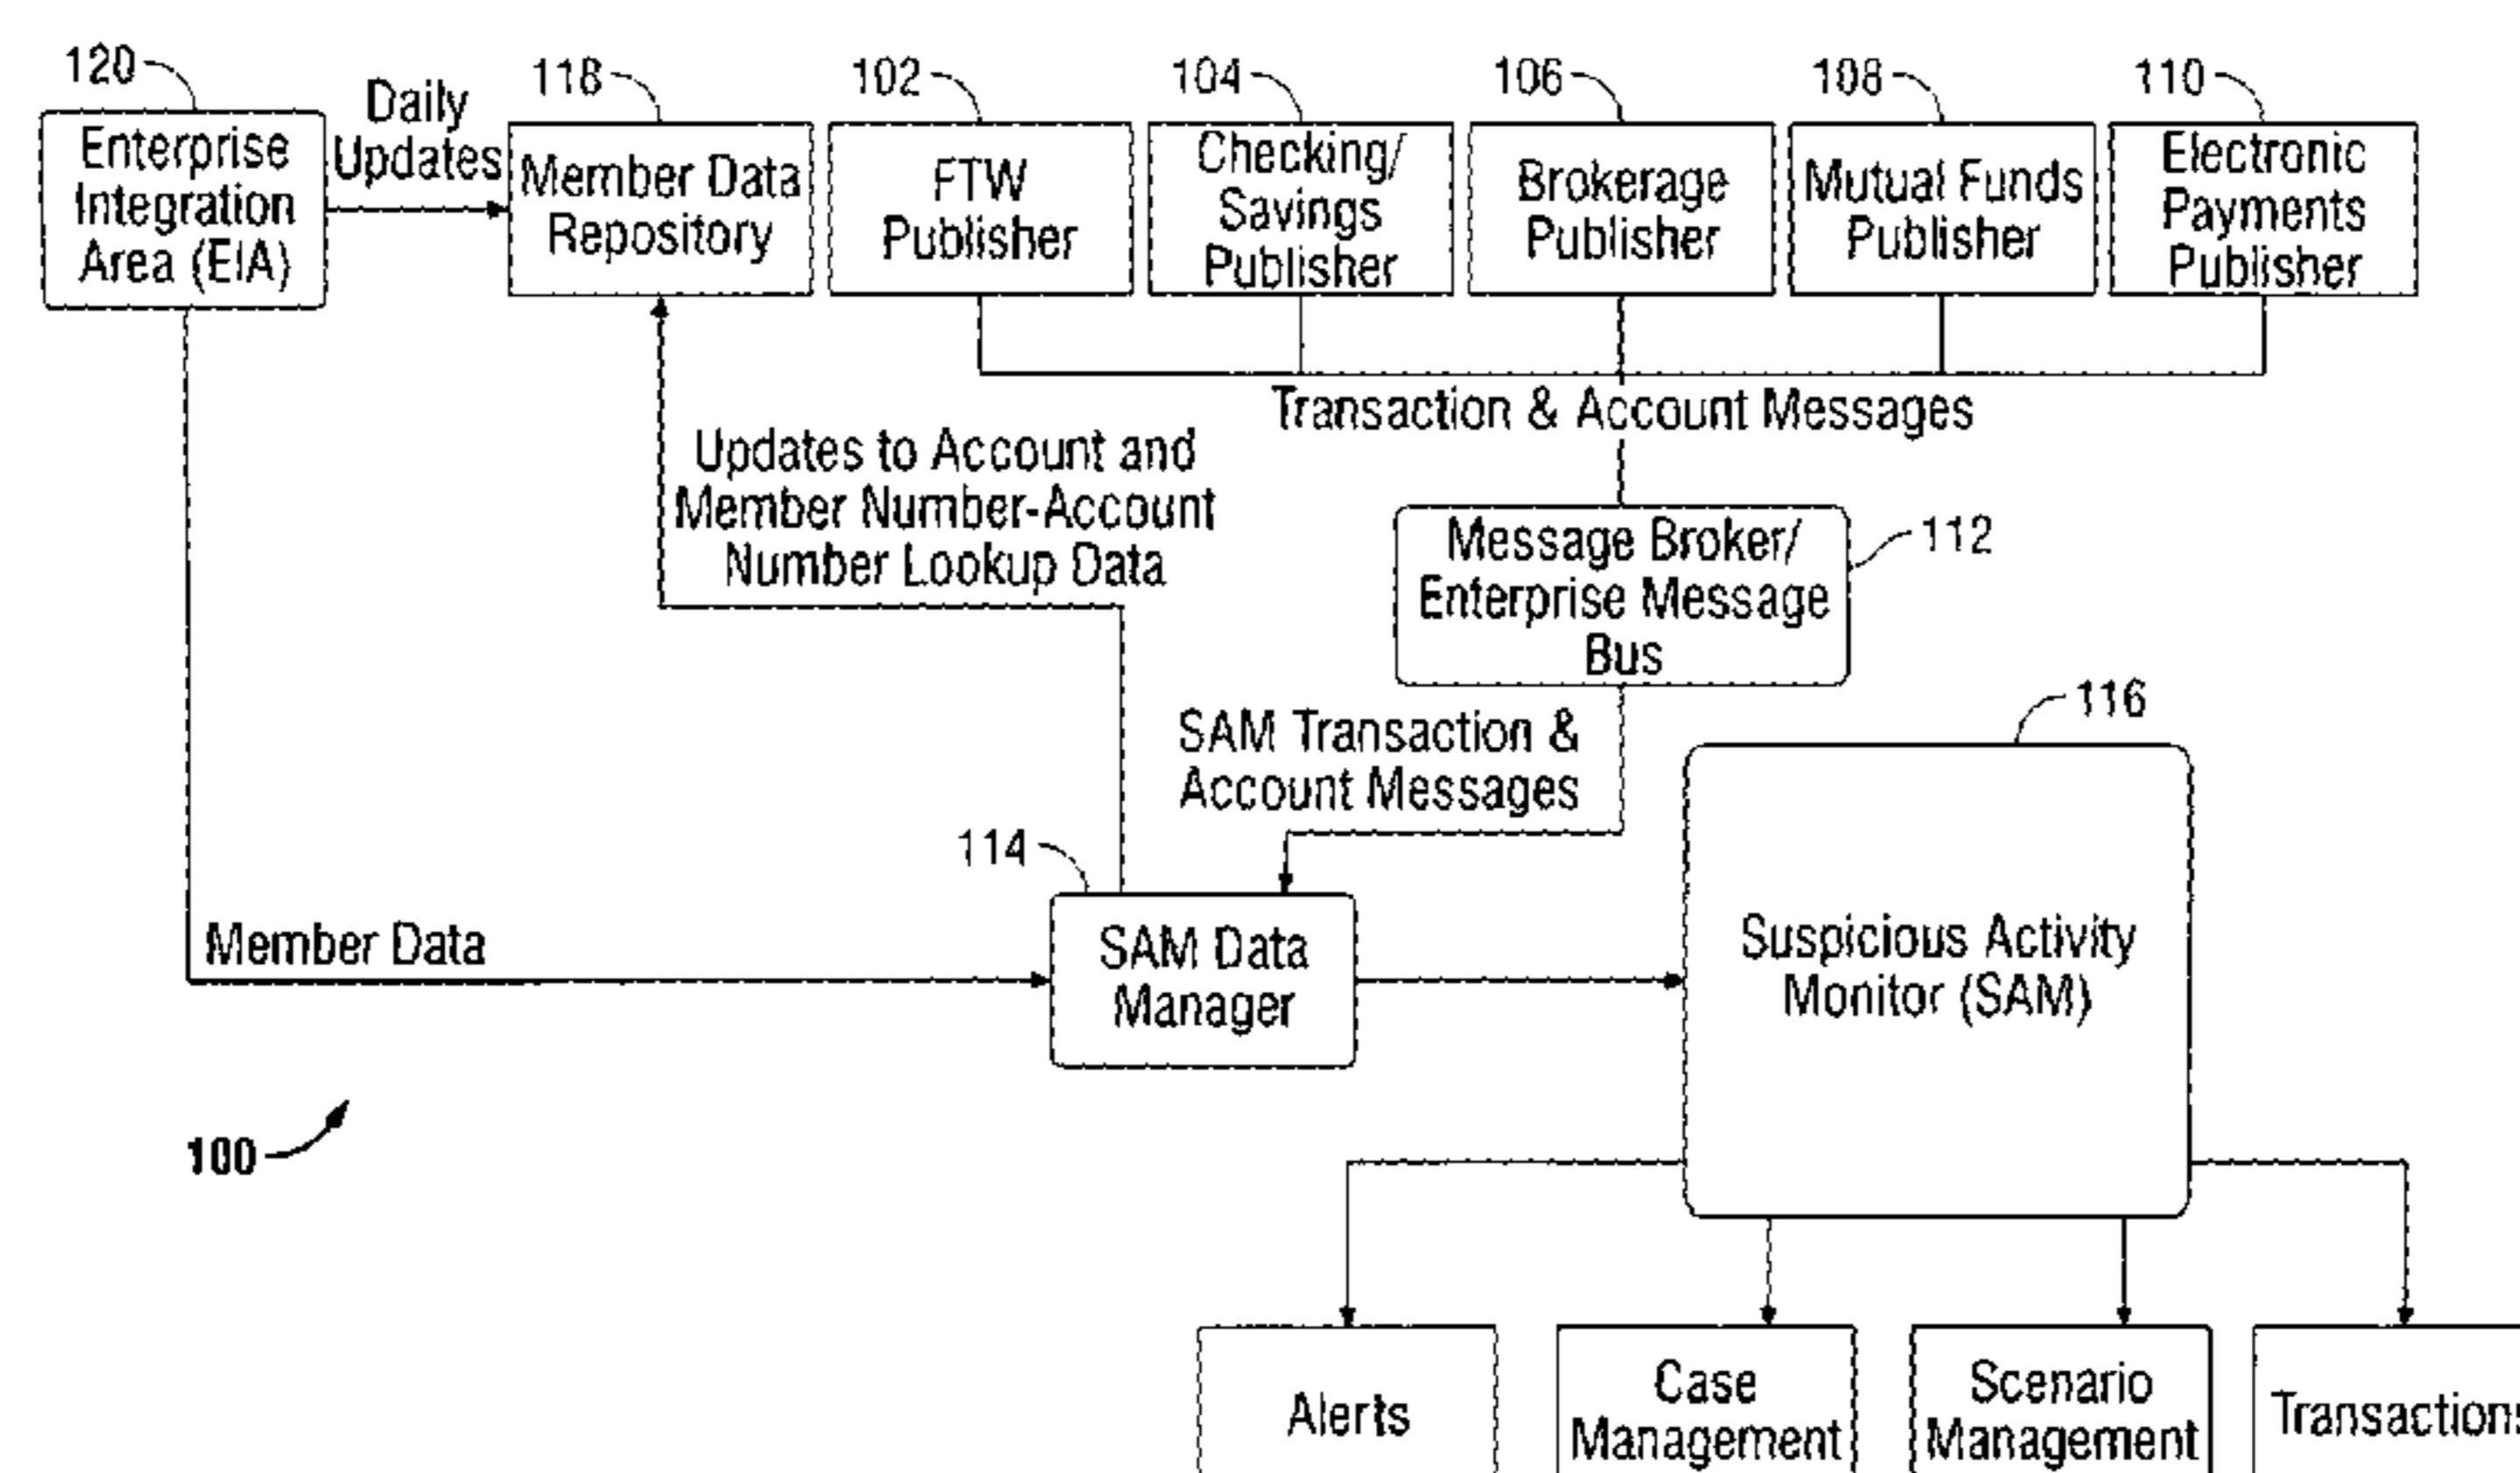 120
Daily
Updates
118
102
104
106
108
110
Enterprise
Integration
Area (EIA)
Member Data
Repository
FTW
Publisher
Checking/
Savings
Publisher
Brokerage
Publisher
Mutual Funds
Publisher
Electronic
Payments
Publisher
Transaction & Account Messages
Updates to Account and
Member Number-Account
Number Lookup Data
Message Broker/
Enterprise Message
Bus
112
SAM Transaction &
Account Messages
116
114
Member Data
SAM Data
Manager
Suspicious Activity
Monitor (SAM)
100
Alerts
Case
Management
Scenario
Management
Transactions